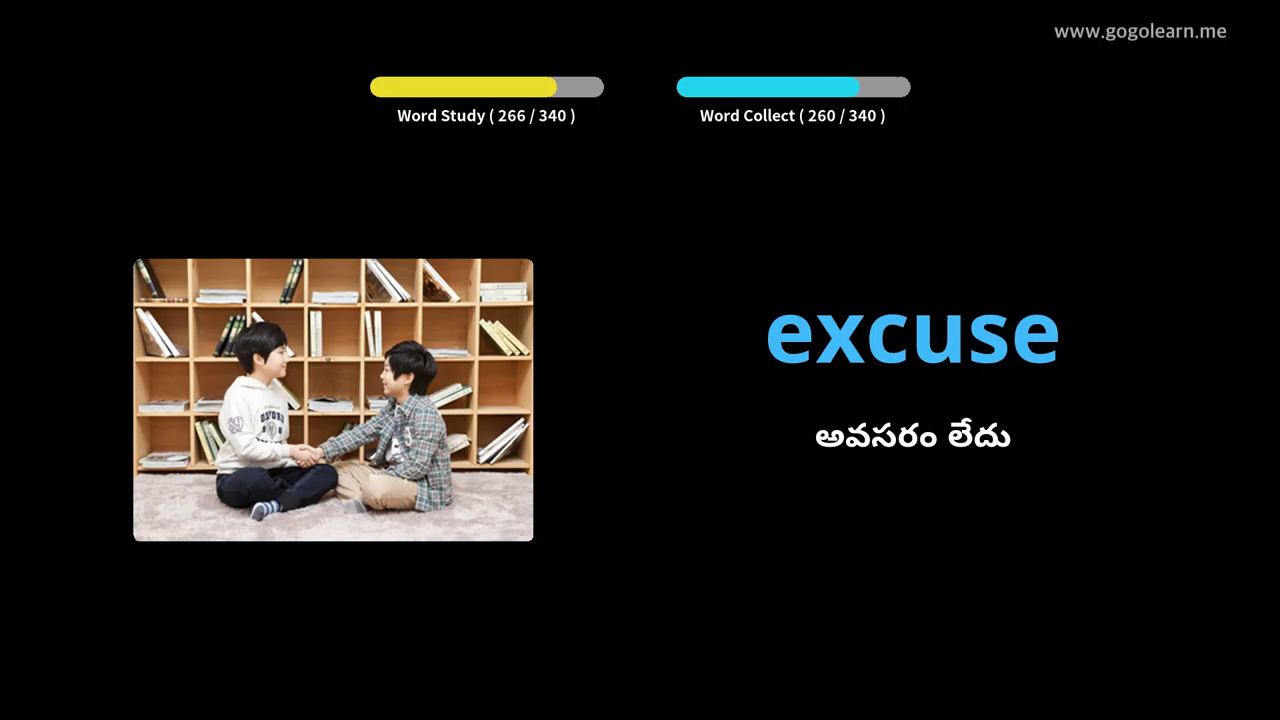 www.gogolearn.me
Word Study ( 266 / 340 )
Word Collect ( 260 / 340 )
excuse
అవసరం లేదు